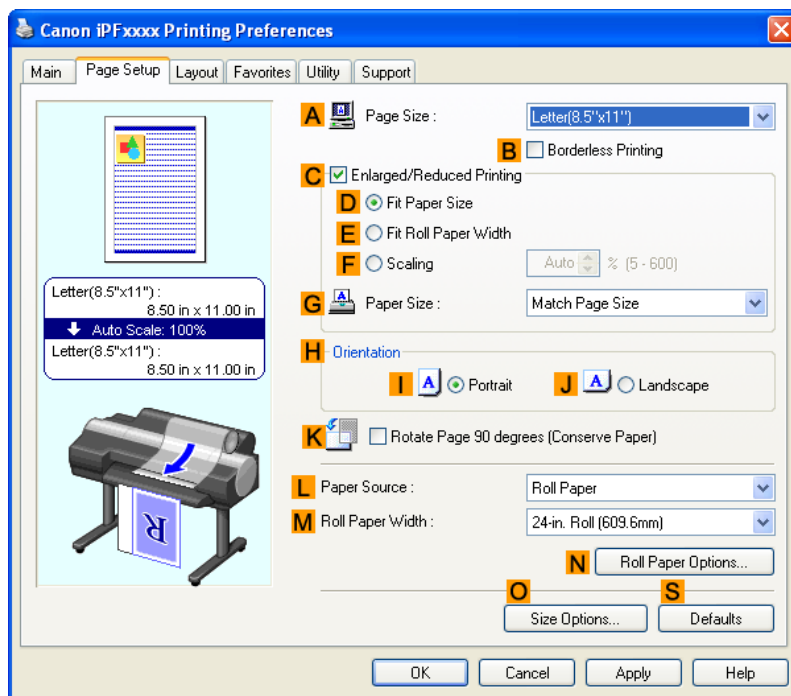 Canon iPFxxxx Printing Preferences
Main Page Setup Layout Favorites Utility Support
A Page Size : Letter(8.5"x11")
B Borderless Printing
C Enlarged/Reduced Printing
D Fit Paper Size
E Fit Roll Paper Width
F Scaling Auto % (5 - 600)
G A Paper Size : Match Page Size
Letter(8.5"x11") :
8.50 in x 11.00 in
Auto Scale: 100%
Letter(8.5"x11") :
8.50 in x 11.00 in
H Orientation
I A Portrait J A Landscape
K Rotate Page 90 degrees (Conserve Paper)
L Paper Source : Roll Paper
M Roll Paper Width : 24-in. Roll (609.6mm)
R
N Roll Paper Options...
O S
Size Options... Defaults
OK Cancel Apply Help